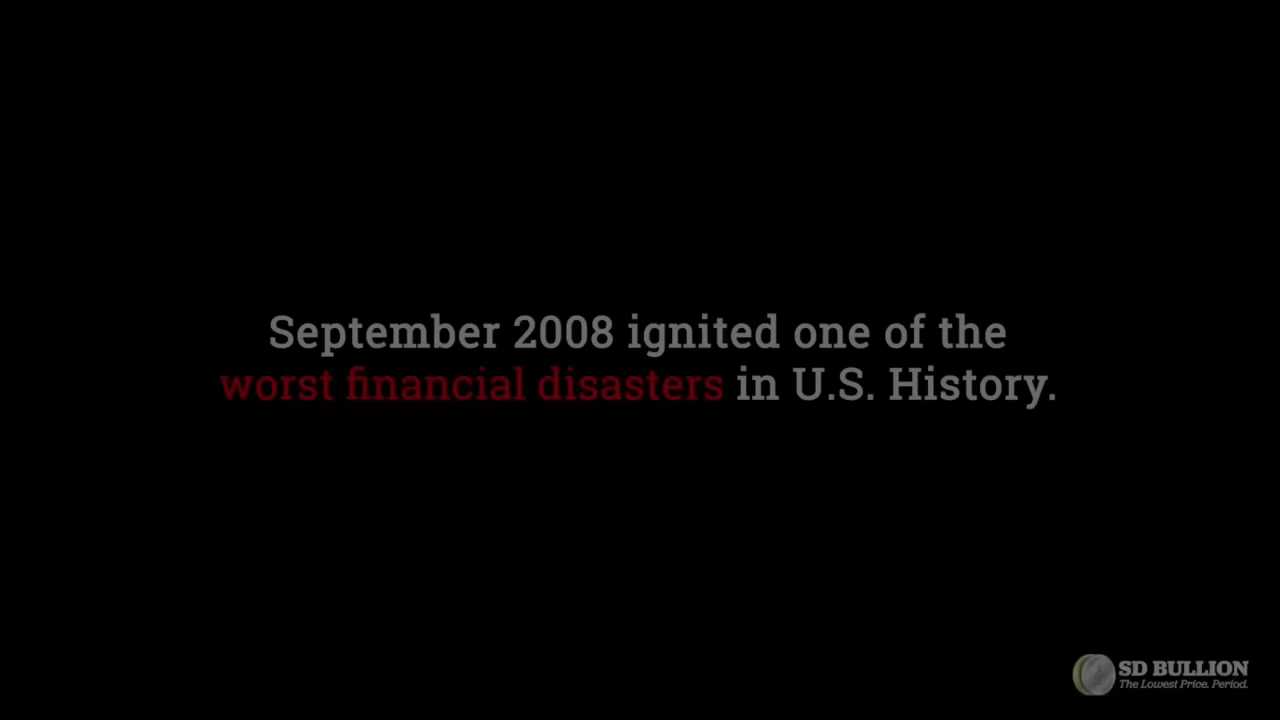 September 2008 ignited one of the
worst financial disasters in U.S. History.
SD BULLION
The Lowest Price. Period.